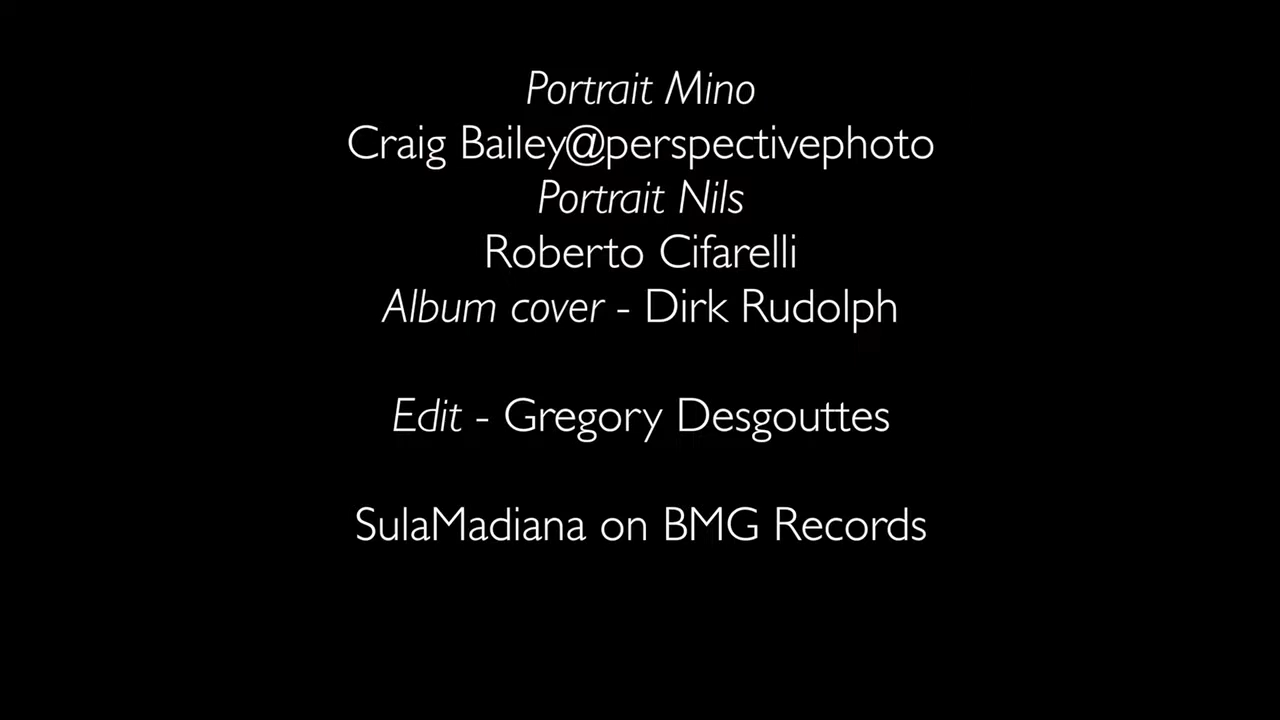 Portrait Mino
Craig Bailey@perspectivephoto
Portrait Nils
Roberto Cifarelli
Album cover - Dirk Rudolph
Edit - Gregory Desgouttes
SulaMadiana on BMG Records